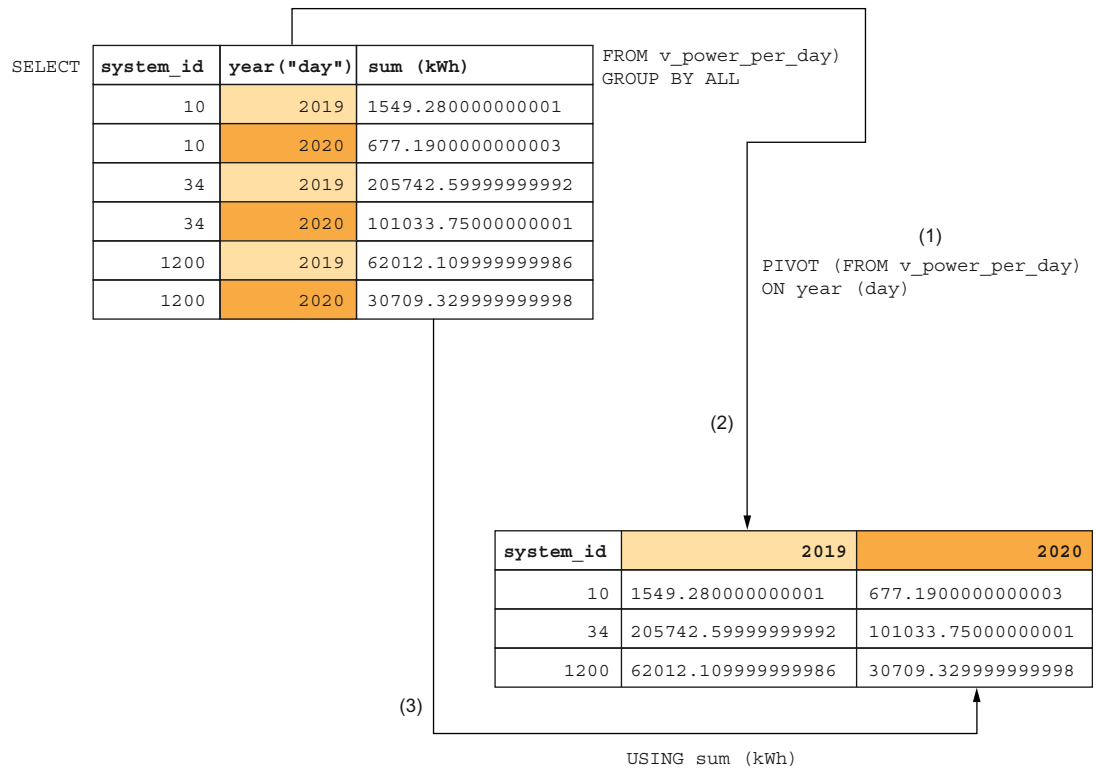 SELECT
system_id year("day") sum (kWh)
10 2019 1549.280000000001
10 2020 677.1900000000003
34 2019 205742.59999999992
34 2020 101033.75000000001
1200 2019 62012.109999999986
1200 2020 30709.329999999998
FROM v_power_per_day)
GROUP BY ALL
(1)
PIVOT (FROM v_power_per_day)
ON year (day)
(2)
system_id 2019 2020
10 1549.280000000001 677.1900000000003
34 205742.59999999992 101033.75000000001
1200 62012.109999999986 30709.329999999998
(3)
USING sum (kWh)